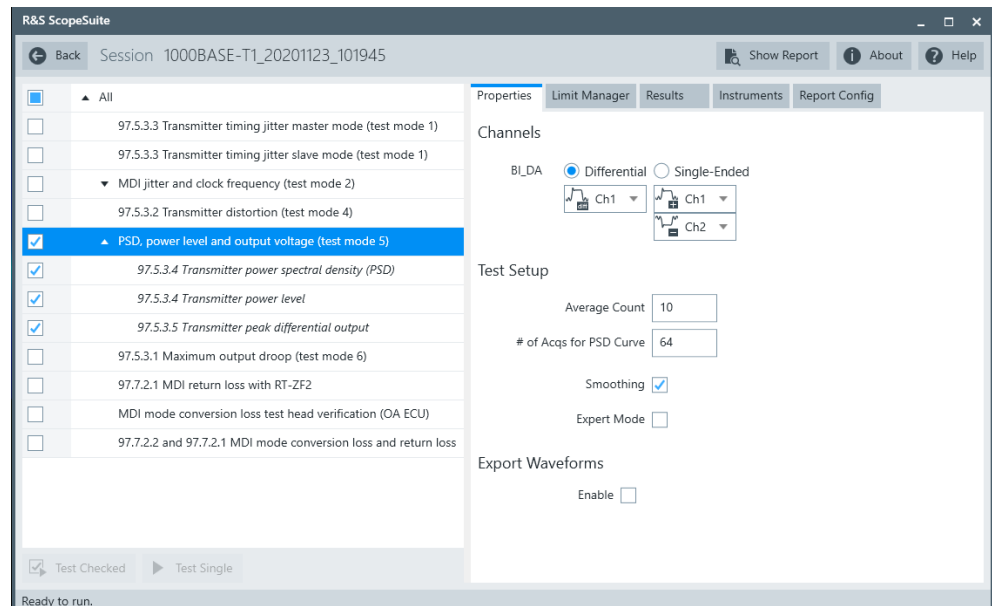 R&S ScopeSuite
Back Session 1000BASE-T1_20201123_101945 Show Report About Help
All
97.5.3.3 Transmitter timing jitter master mode (test mode 1)
97.5.3.3 Transmitter timing jitter slave mode (test mode 1)
MDI jitter and clock frequency (test mode 2)
97.5.3.2 Transmitter distortion (test mode 4)
PSD, power level and output voltage (test mode 5)
97.5.3.4 Transmitter power spectral density (PSD)
97.5.3.4 Transmitter power level
97.5.3.5 Transmitter peak differential output
97.5.3.1 Maximum output droop (test mode 6)
97.7.2.1 MDI return loss with RT-ZF2
MDI mode conversion loss test head verification (OA ECU)
97.7.2.2 and 97.7.2.1 MDI mode conversion loss and return loss
Test Checked Test Single
Properties Limit Manager Results Instruments Report Config
Channels
BI_DA Differential Single-Ended
diff Ch1 Ch1
Ch2
Test Setup
Average Count 10
# of Acqs for PSD Curve 64
Smoothing
Expert Mode
Export Waveforms
Enable
Ready to run.